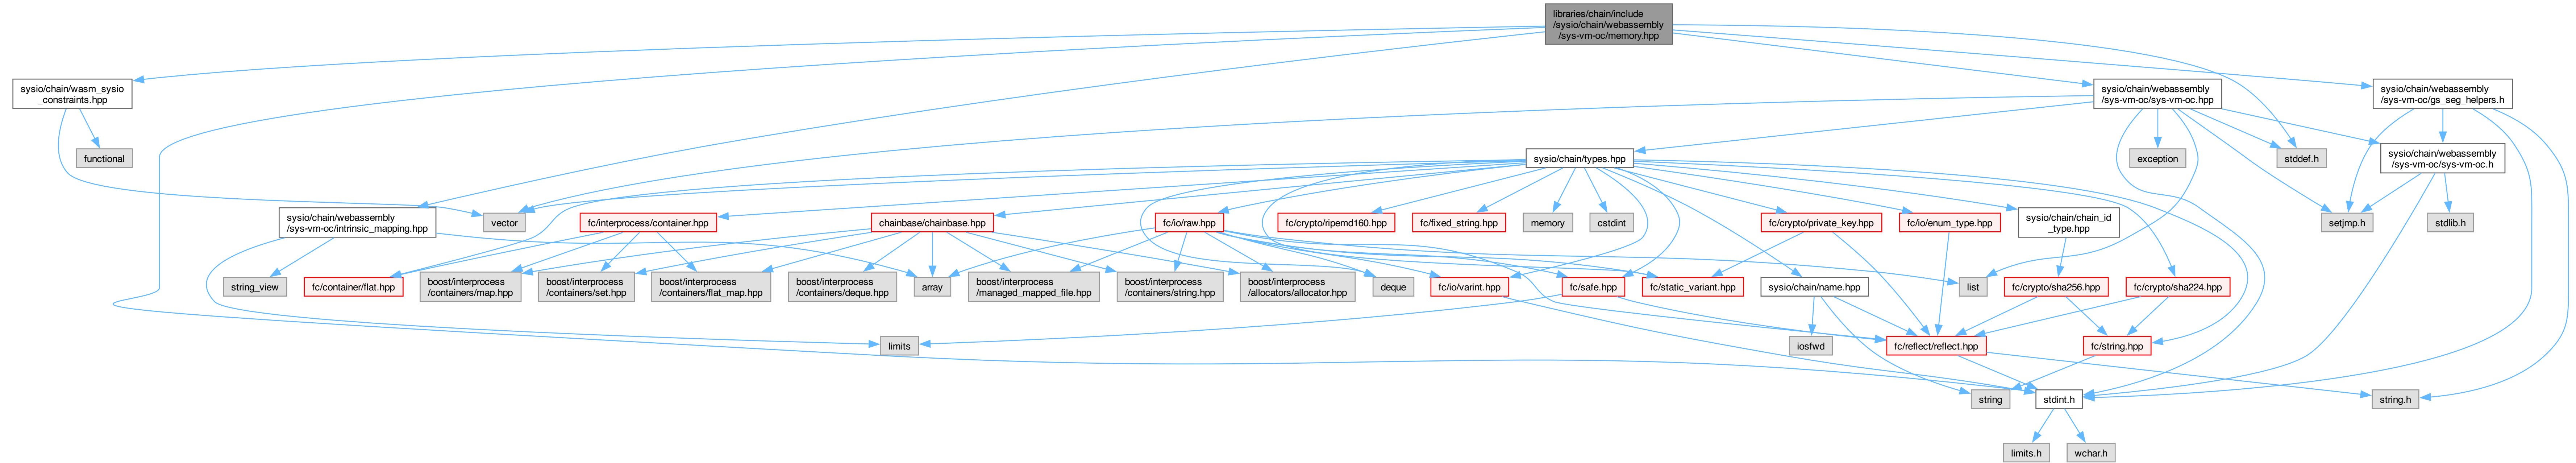 libraries/chain/include
/sysio/chain/webassembly
/sys-vm-oc/memory.hpp
sysio/chain/wasm_sysio
_constraints.hpp
sysio/chain/webassembly
/sys-vm-oc/sys-vm-oc.hpp
sysio/chain/webassembly
/sys-vm-oc/gs_seg_helpers.h
functional
sysio/chain/types.hpp
exception
stddef.h
sysio/chain/webassembly
/sys-vm-oc/sys-vm-oc.h
sysio/chain/webassembly
/sys-vm-oc/intrinsic_mapping.hpp
vector
fc/interprocess/container.hpp
chainbase/chainbase.hpp
fc/io/raw.hpp
fc/crypto/ripemd160.hpp
fc/fixed_string.hpp
memory
cstdint
fc/crypto/private_key.hpp
fc/io/enum_type.hpp
sysio/chain/chain_id
_type.hpp
setjmp.h
stdlib.h
string_view
fc/container/flat.hpp
boost/interprocess
/containers/map.hpp
boost/interprocess
/containers/set.hpp
boost/interprocess
/containers/flat_map.hpp
boost/interprocess
/containers/deque.hpp
array
boost/interprocess
/managed_mapped_file.hpp
boost/interprocess
/containers/string.hpp
boost/interprocess
/allocators/allocator.hpp
deque
fc/io/varint.hpp
fc/safe.hpp
fc/static_variant.hpp
sysio/chain/name.hpp
list
fc/crypto/sha256.hpp
fc/crypto/sha224.hpp
limits
iosfwd
fc/reflect/reflect.hpp
fc/string.hpp
string
stdint.h
string.h
limits.h
wchar.h